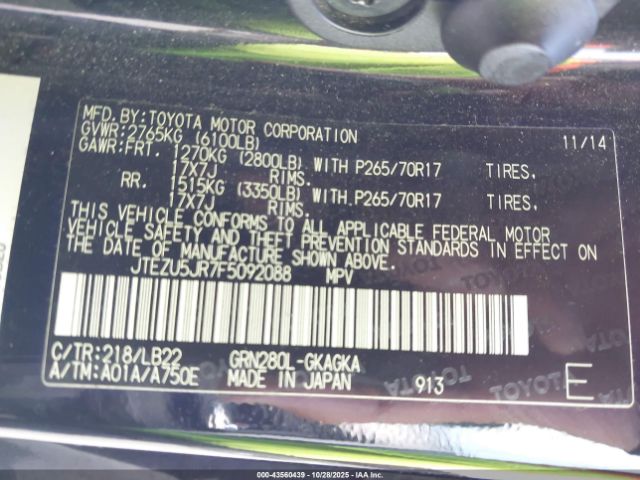 MFD. BY: TOYOTA MOTOR CORPORATION 11/14
GVWR: 2765KG (6100LB)
GAWR: FRT. 1270KG (2800LB) WITH P265/70R17 TIRES,
17X7J RIMS.
RR. 1515KG (3350LB) WITH P265/70R17 TIRES,
17X7J RIMS.
THIS VEHICLE CONFORMS TO ALL APPLICABLE FEDERAL MOTOR
VEHICLE SAFETY AND THEFT PREVENTION STANDARDS IN EFFECT ON
THE DATE OF MANUFACTURE SHOWN ABOVE.
JTEZU5JR7F5092088 MPV
C/TR: 218/LB22 GRN280L-GKAGKA
A/TM: A01A/A750E MADE IN JAPAN 913 E
000-43560439 | 10/28/2025 | IAAI.COM